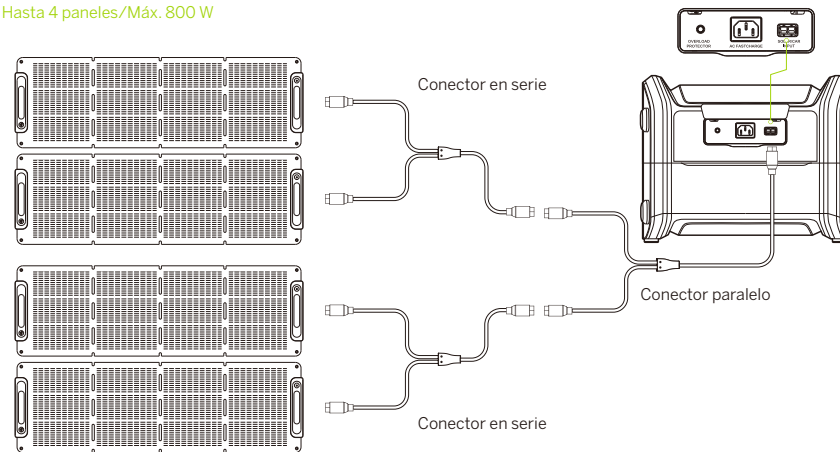 Hasta 4 paneles/Máx. 800 W
OVERLOAD
PROTECTOR
AC FASTCHARGE
SOLAR/CAR
INPUT
Conector en serie
Conector paralelo
Conector en serie